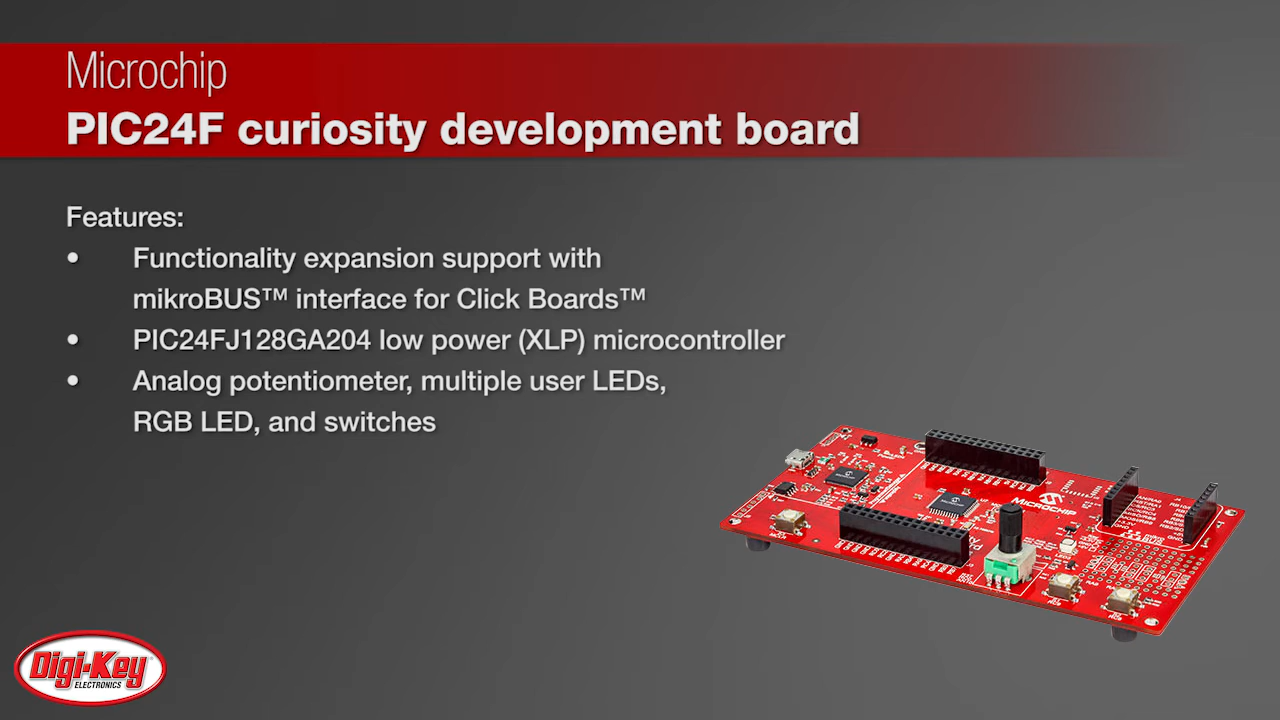 Microchip
PIC24F curiosity development board
Features:
• Functionality expansion support with
mikroBUS™ interface for Click Boards™
• PIC24FJ128GA204 low power (XLP) microcontroller
• Analog potentiometer, multiple user LEDs,
RGB LED, and switches
MICROCHIP
Digi-Key
ELECTRONICS